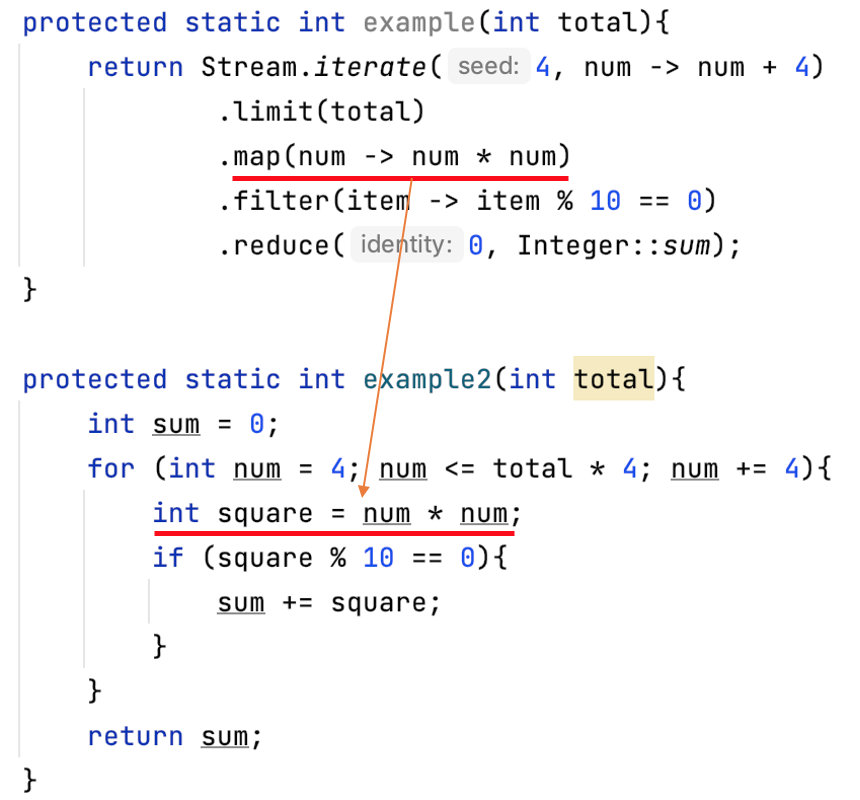 protected static int example(int total){
return Stream.iterate( seed: 4, num -> num + 4)
.limit(total)
.map(num -> num * num)
.filter(item -> item % 10 == 0)
.reduce( identity: 0, Integer::sum);
}
protected static int example2(int total){
int sum = 0;
for (int num = 4; num <= total * 4; num += 4){
int square = num * num;
if (square % 10 == 0){
sum += square;
}
}
return sum;
}